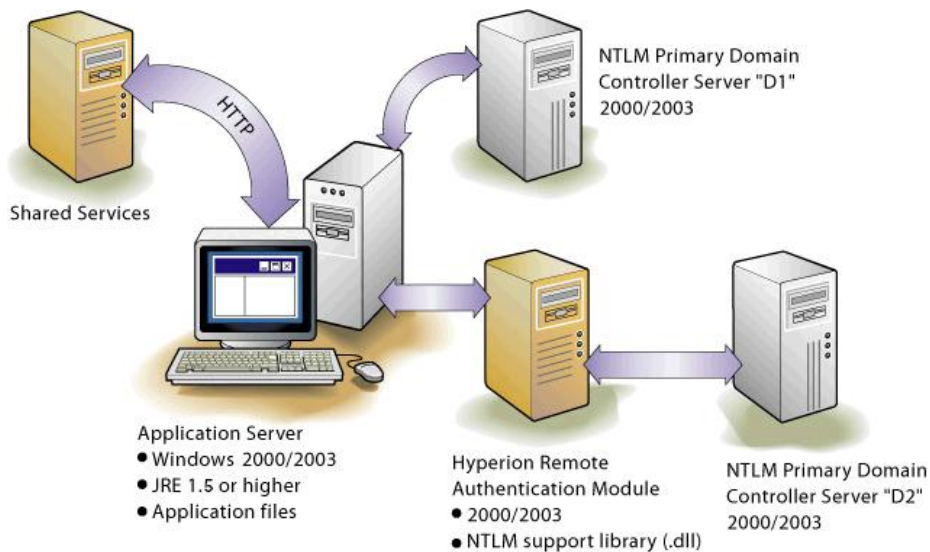 NTLM Primary Domain
Controller Server "D1"
2000/2003
HTTP
Shared Services
Application Server
● Windows 2000/2003
● JRE 1.5 or higher
● Application files
Hyperion Remote
Authentication Module
● 2000/2003
● NTLM support library (.dll)
NTLM Primary Domain
Controller Server "D2"
2000/2003